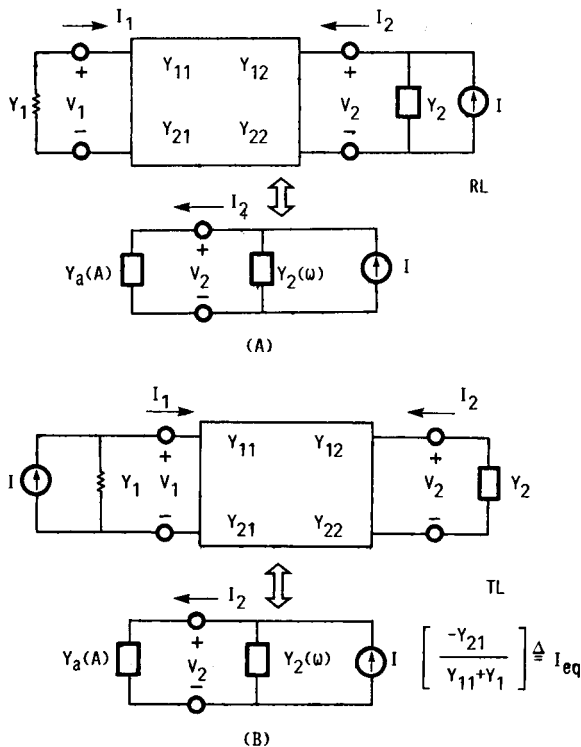 I₁ I₂
Y₁ + V₁ − Y₁₁ Y₁₂ + V₂ − Y₂ I
Y₂₁ Y₂₂
RL
I₂
Yₐ(A) + V₂ − Y₂(ω) I
(A)
I₁ I₂
I Y₁ + V₁ − Y₁₁ Y₁₂ + V₂ − Y₂
Y₂₁ Y₂₂
TL
I₂
Yₐ(A) + V₂ − Y₂(ω) I [ −Y₂₁ / Y₁₁+Y₁ ] ≜ I_eq
(B)